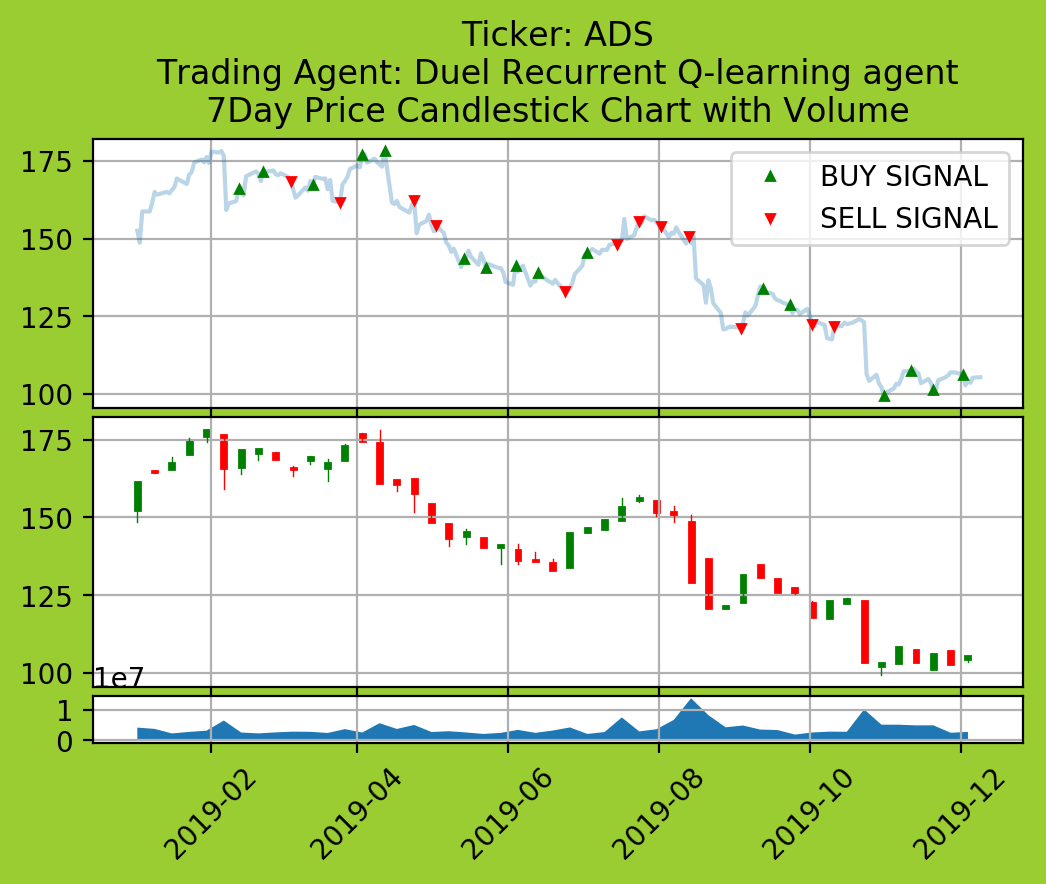 Ticker: ADS
Trading Agent: Duel Recurrent Q-learning agent
7Day Price Candlestick Chart with Volume
175
150
125
100
BUY SIGNAL
SELL SIGNAL
175
150
125
100
1e7
1
0
2019-02
2019-04
2019-06
2019-08
2019-10
2019-12